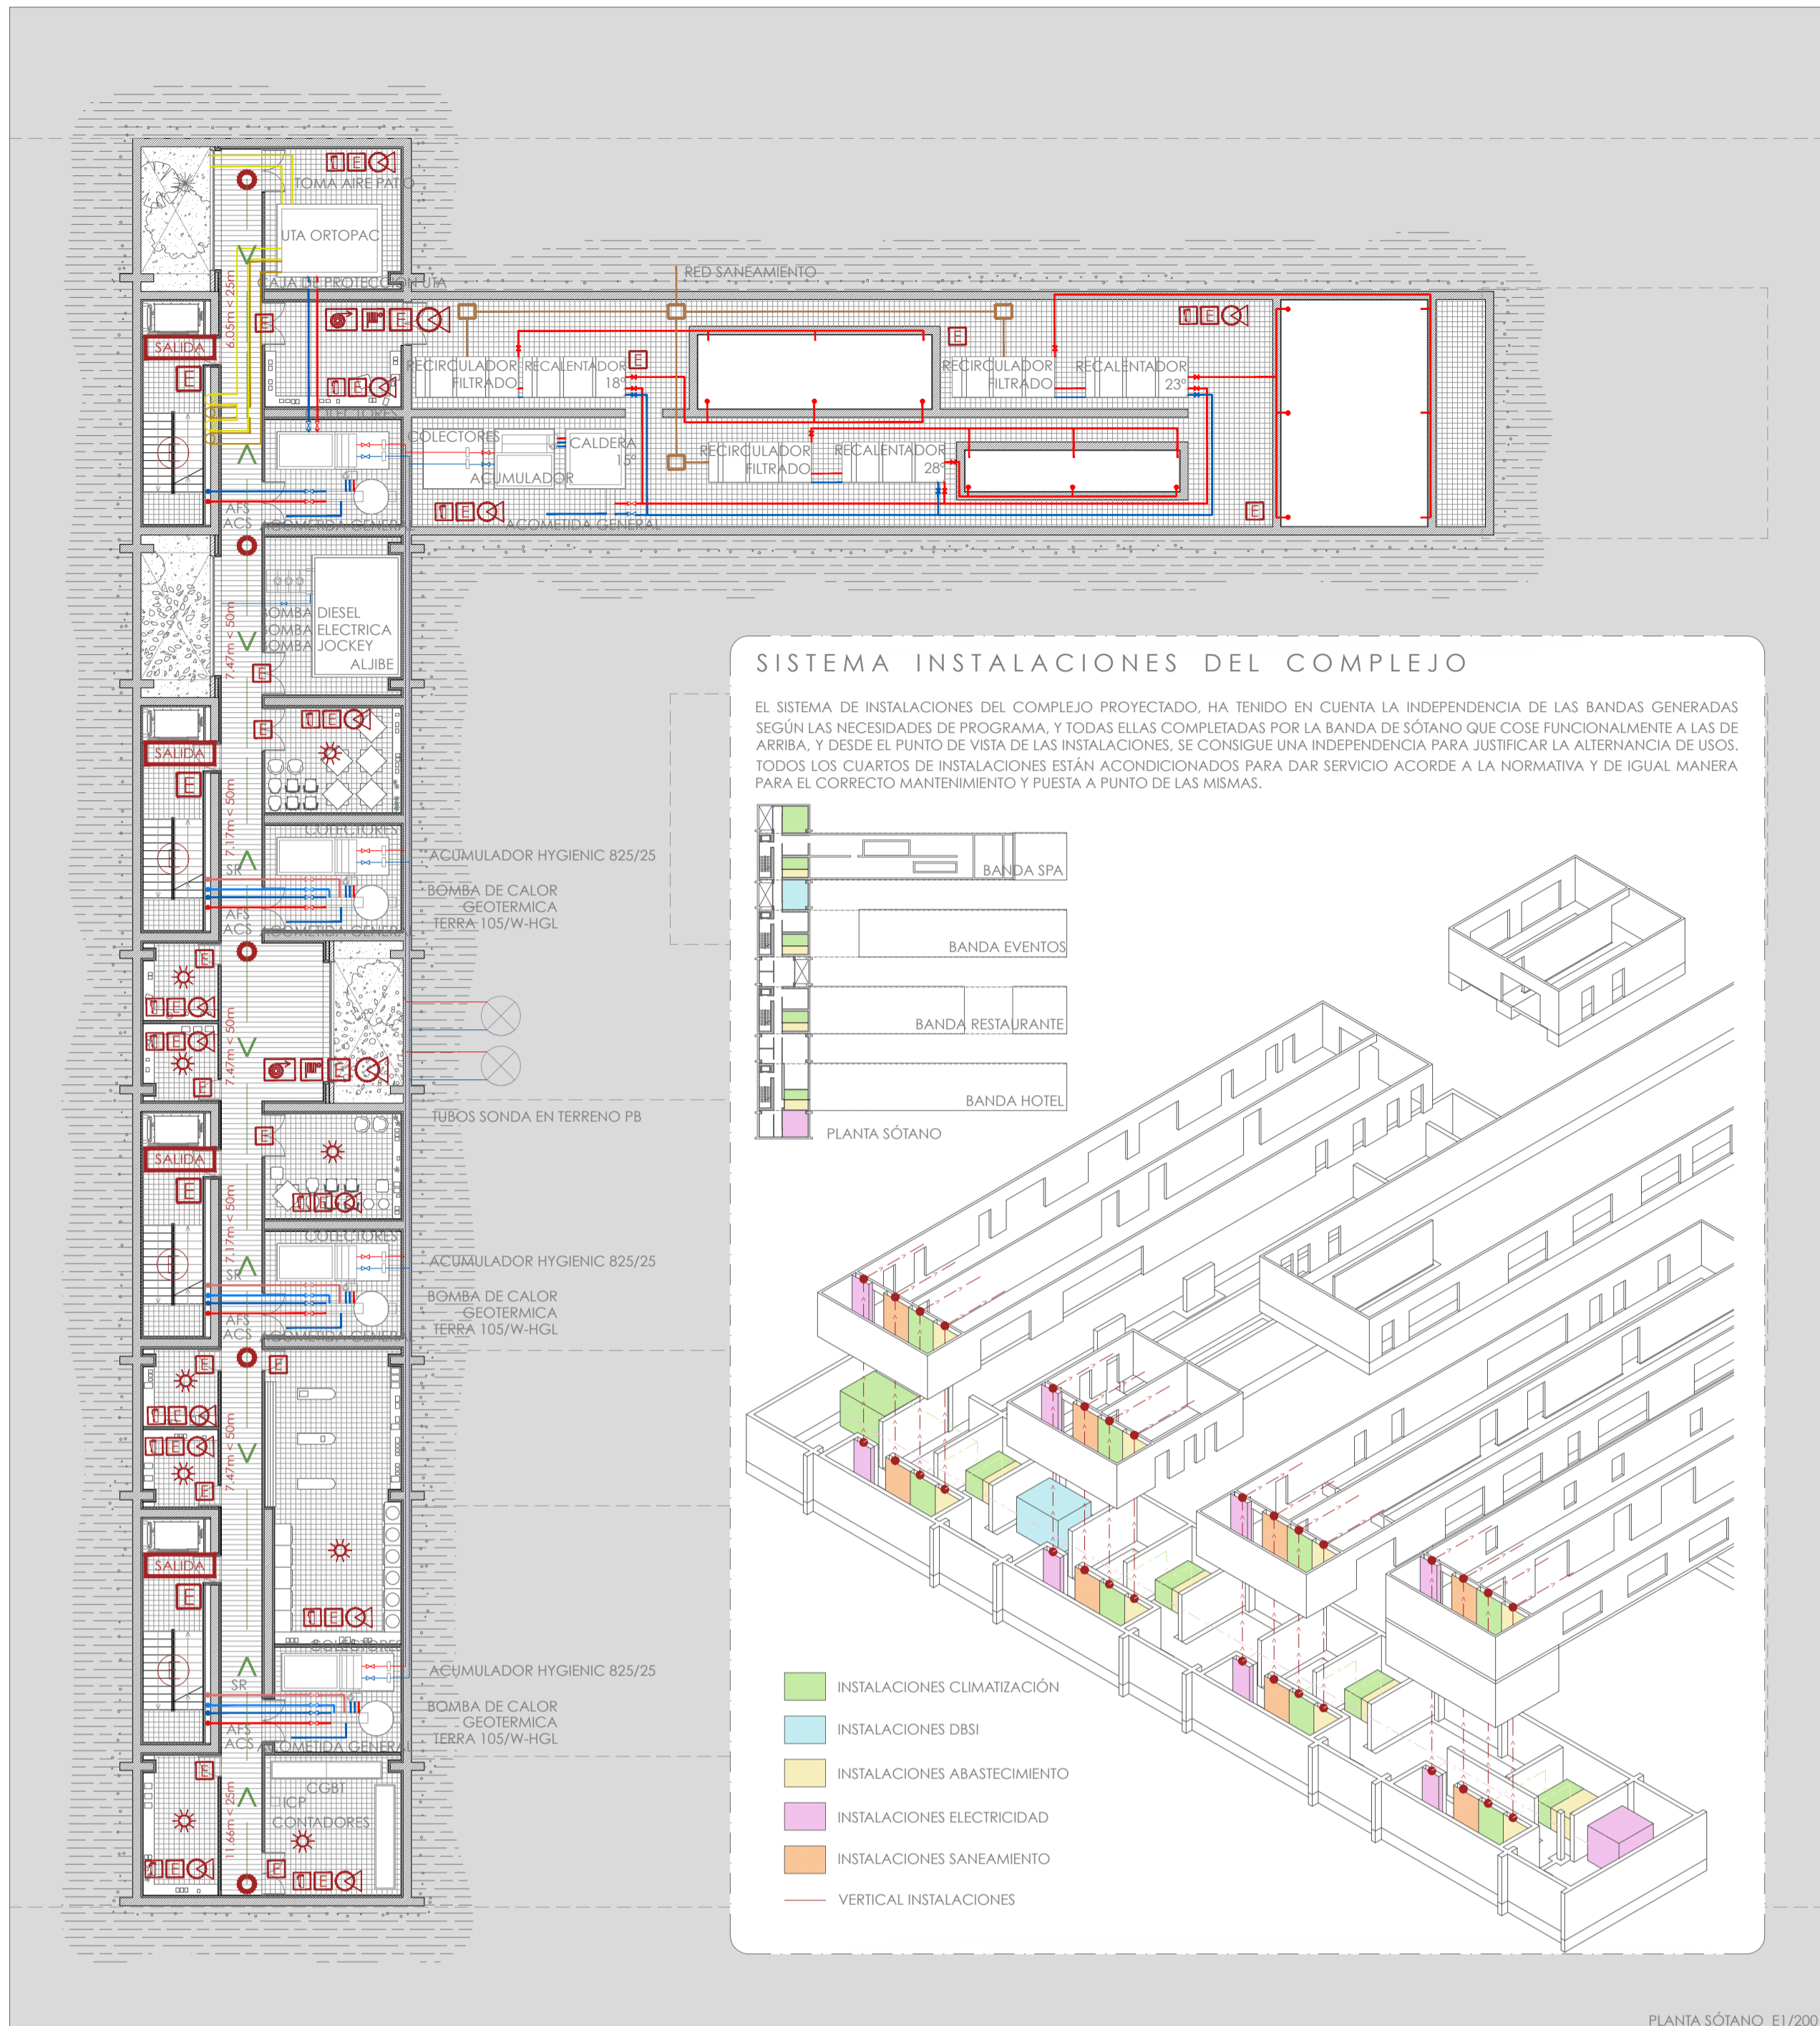 TOMA AIRE PATIO
UTA ORTOPAC
CAJA DE PROTECCION UTA
6.05m < 25m
E
SALIDA
E
E
E
COLECTORES
AFS
ACS
ACOMETIDA GENERAL
RED SANEAMIENTO
RECIRCULADOR
FILTRADO
RECALENTADOR
18º
E
E
RECIRCULADOR
FILTRADO
RECALENTADOR
23º
E
COLECTORES
ACUMULADOR
CALDERA
15º
RECIRCULADOR
FILTRADO
RECALENTADOR
28º
E
ACOMETIDA GENERAL
E
BOMBA DIESEL
BOMBA ELECTRICA
BOMBA JOCKEY
ALJIBE
7.47m < 50m
E
E
E
SALIDA
E
7.17m < 50m
COLECTORES
ACUMULADOR HYGIENIC 825/25
SR
BOMBA DE CALOR
GEOTERMICA
TERRA 105/W-HGL
AFS
ACS
ACOMETIDA GENERAL
E
E
E
E
7.47m < 50m
E
TUBOS SONDA EN TERRENO PB
E
SALIDA
E
E
7.17m < 50m
COLECTORES
ACUMULADOR HYGIENIC 825/25
SR
BOMBA DE CALOR
GEOTERMICA
TERRA 105/W-HGL
AFS
ACS
ACOMETIDA GENERAL
E
E
E
E
E
7.47m < 50m
SALIDA
E
E
COLECTORES
ACUMULADOR HYGIENIC 825/25
SR
BOMBA DE CALOR
GEOTERMICA
TERRA 105/W-HGL
AFS
ACS
ACOMETIDA GENERAL
E
CGBT
ICP
CONTADORES
11.66m < 25m
E
E
E
SISTEMA INSTALACIONES DEL COMPLEJO
EL SISTEMA DE INSTALACIONES DEL COMPLEJO PROYECTADO, HA TENIDO EN CUENTA LA INDEPENDENCIA DE LAS BANDAS GENERADAS
SEGÚN LAS NECESIDADES DE PROGRAMA, Y TODAS ELLAS COMPLETADAS POR LA BANDA DE SÓTANO QUE COSE FUNCIONALMENTE A LAS DE
ARRIBA, Y DESDE EL PUNTO DE VISTA DE LAS INSTALACIONES, SE CONSIGUE UNA INDEPENDENCIA PARA JUSTIFICAR LA ALTERNANCIA DE USOS.
TODOS LOS CUARTOS DE INSTALACIONES ESTÁN ACONDICIONADOS PARA DAR SERVICIO ACORDE A LA NORMATIVA Y DE IGUAL MANERA
PARA EL CORRECTO MANTENIMIENTO Y PUESTA A PUNTO DE LAS MISMAS.
BANDA SPA
BANDA EVENTOS
BANDA RESTAURANTE
BANDA HOTEL
PLANTA SÓTANO
INSTALACIONES CLIMATIZACIÓN
INSTALACIONES DBSI
INSTALACIONES ABASTECIMIENTO
INSTALACIONES ELECTRICIDAD
INSTALACIONES SANEAMIENTO
VERTICAL INSTALACIONES
PLANTA SÓTANO E1/200